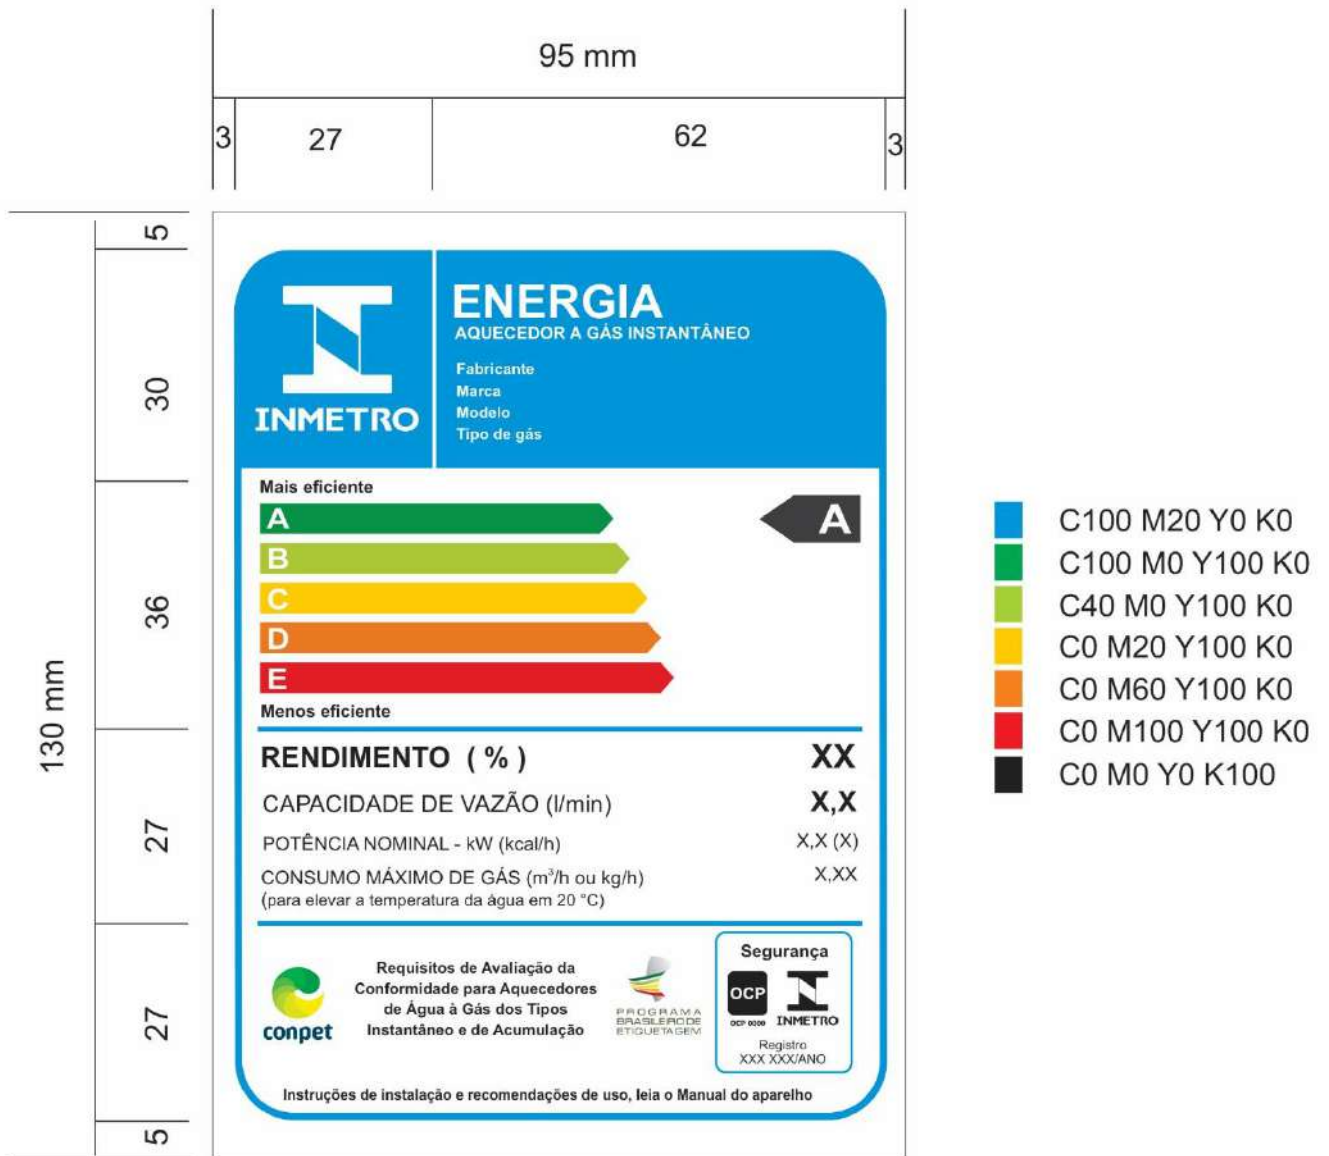 95 mm
3 27 62 3
5
30
36
130 mm
27
27
5
INMETRO
ENERGIA
AQUECEDOR A GÁS INSTANTÂNEO
Fabricante
Marca
Modelo
Tipo de gás
Mais eficiente
A
A
B
C
D
E
Menos eficiente
RENDIMENTO ( % ) XX
CAPACIDADE DE VAZÃO (l/min) X,X
POTÊNCIA NOMINAL - kW (kcal/h) X,X (X)
CONSUMO MÁXIMO DE GÁS (m³/h ou kg/h) X,XX
(para elevar a temperatura da água em 20 °C)
conpet
Requisitos de Avaliação da
Conformidade para Aquecedores
de Água à Gás dos Tipos
Instantâneo e de Acumulação
PROGRAMA
BRASILEIRO DE
ETIQUETAGEM
Segurança
OCP
OCP 0000 INMETRO
Registro
XXX XXX/ANO
Instruções de instalação e recomendações de uso, leia o Manual do aparelho
C100 M20 Y0 K0
C100 M0 Y100 K0
C40 M0 Y100 K0
C0 M20 Y100 K0
C0 M60 Y100 K0
C0 M100 Y100 K0
C0 M0 Y0 K100